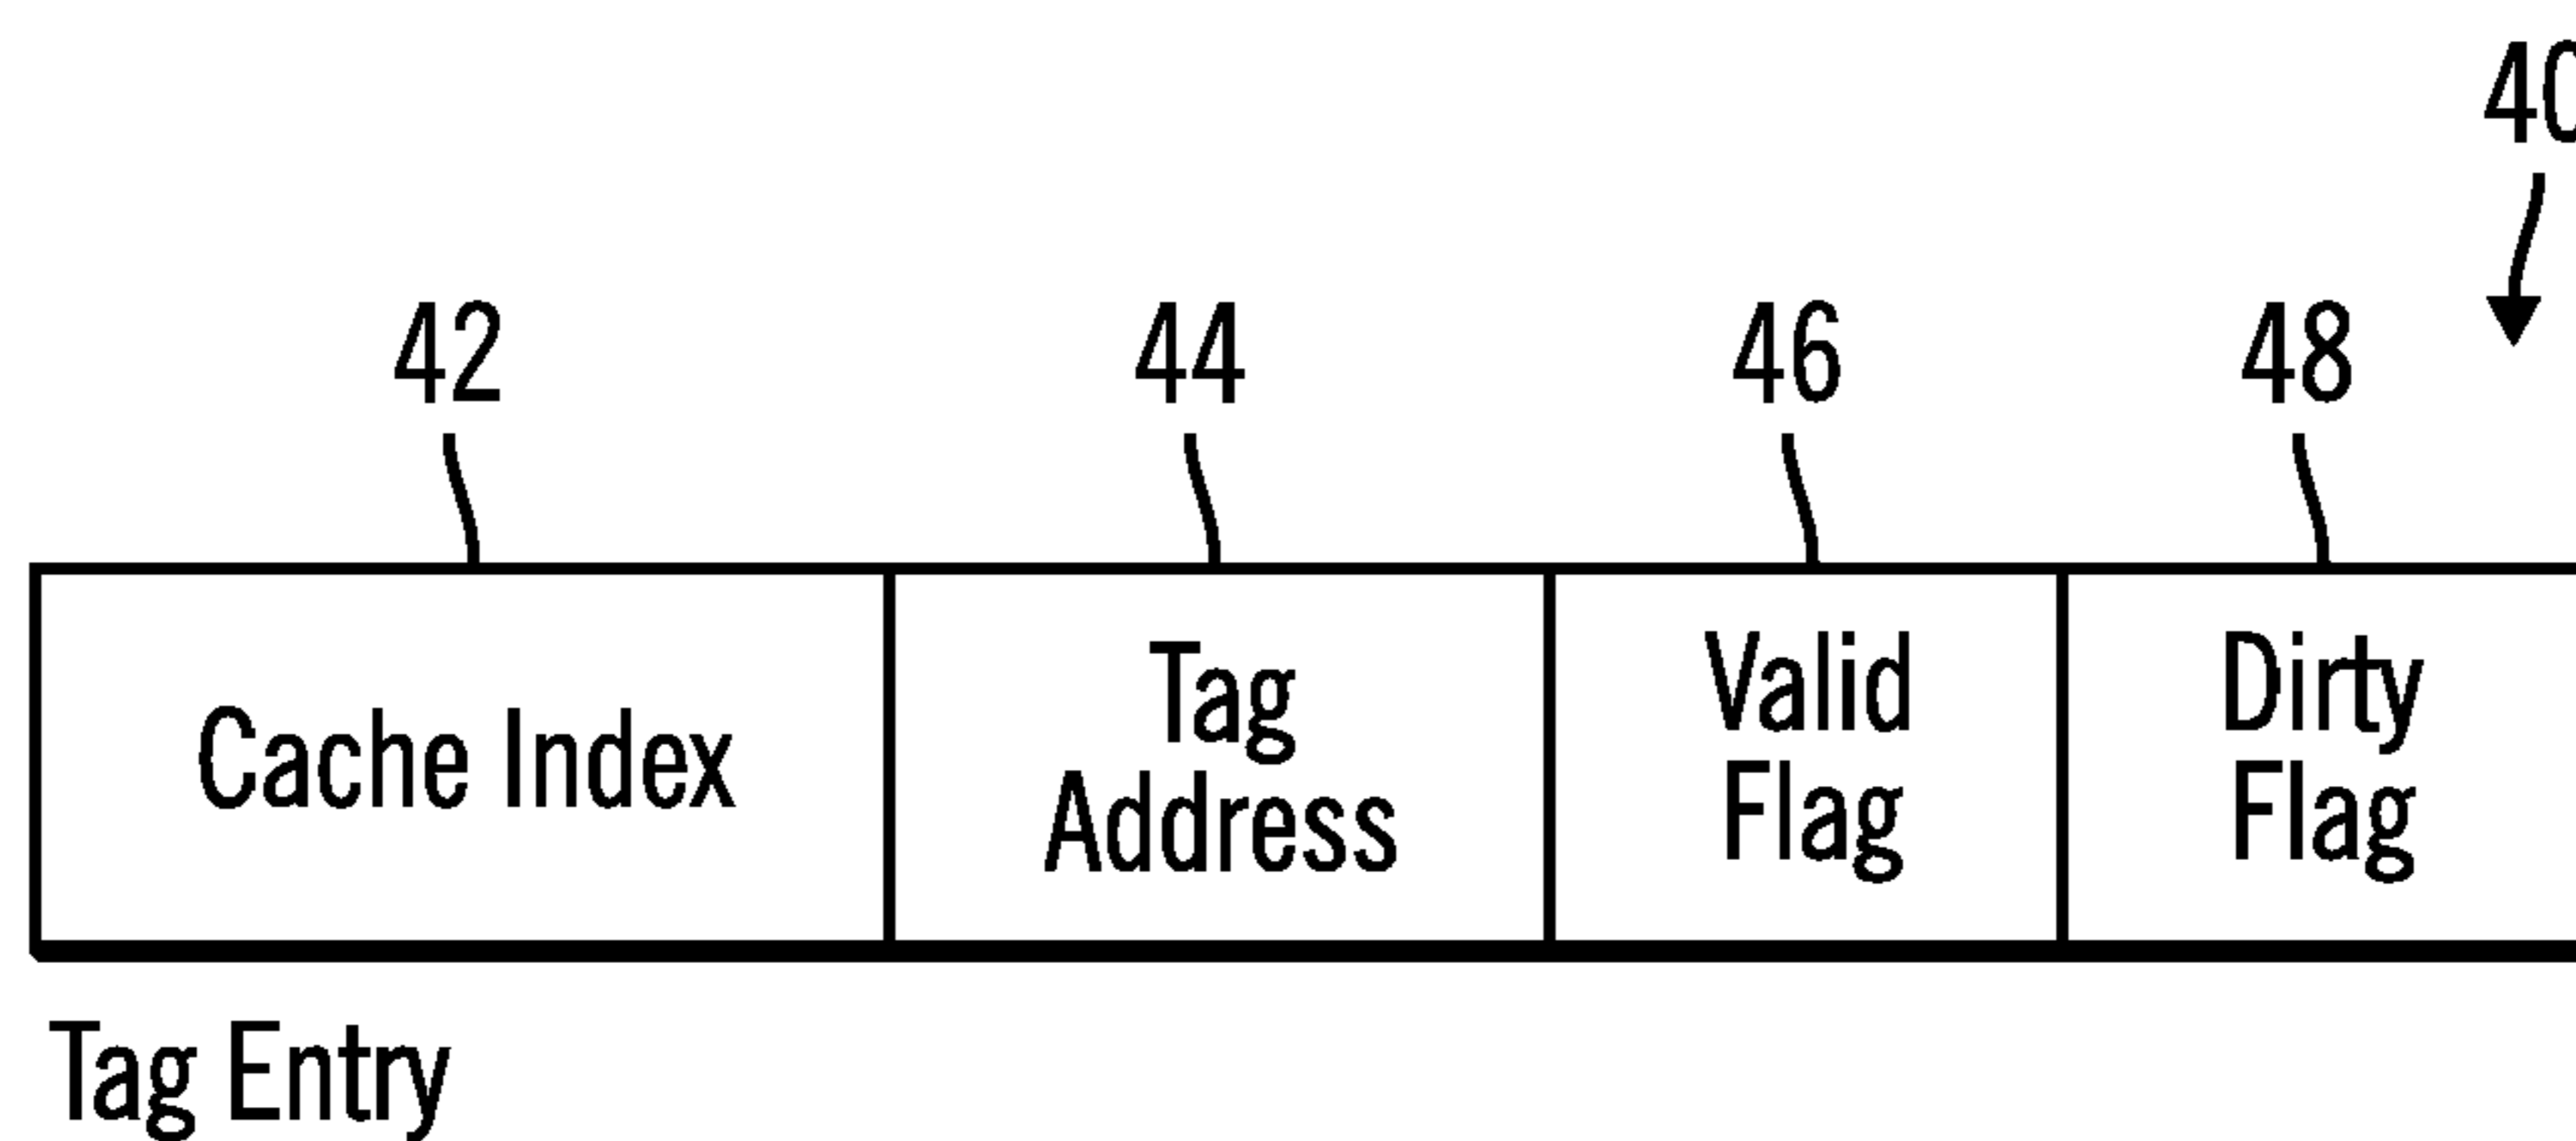 40
42 44 46 48
Cache Index
Tag
Address
Valid
Flag
Dirty
Flag
Tag Entry